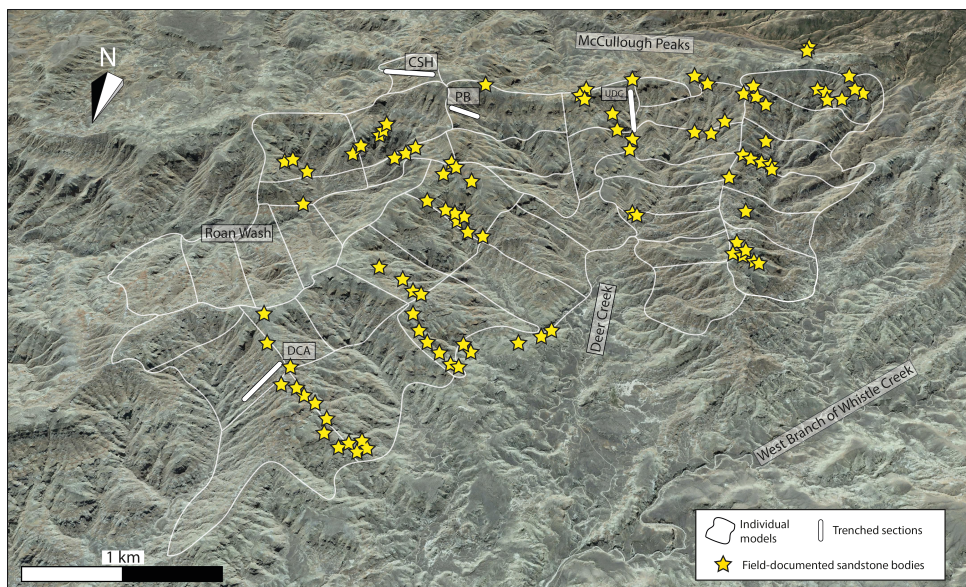 McCullough Peaks
N
CSH
PB
UDC
Roan Wash
Deer Creek
DCA
West Branch of Whistle Creek
1 km
Individual
models
Trenched sections
Field-documented sandstone bodies